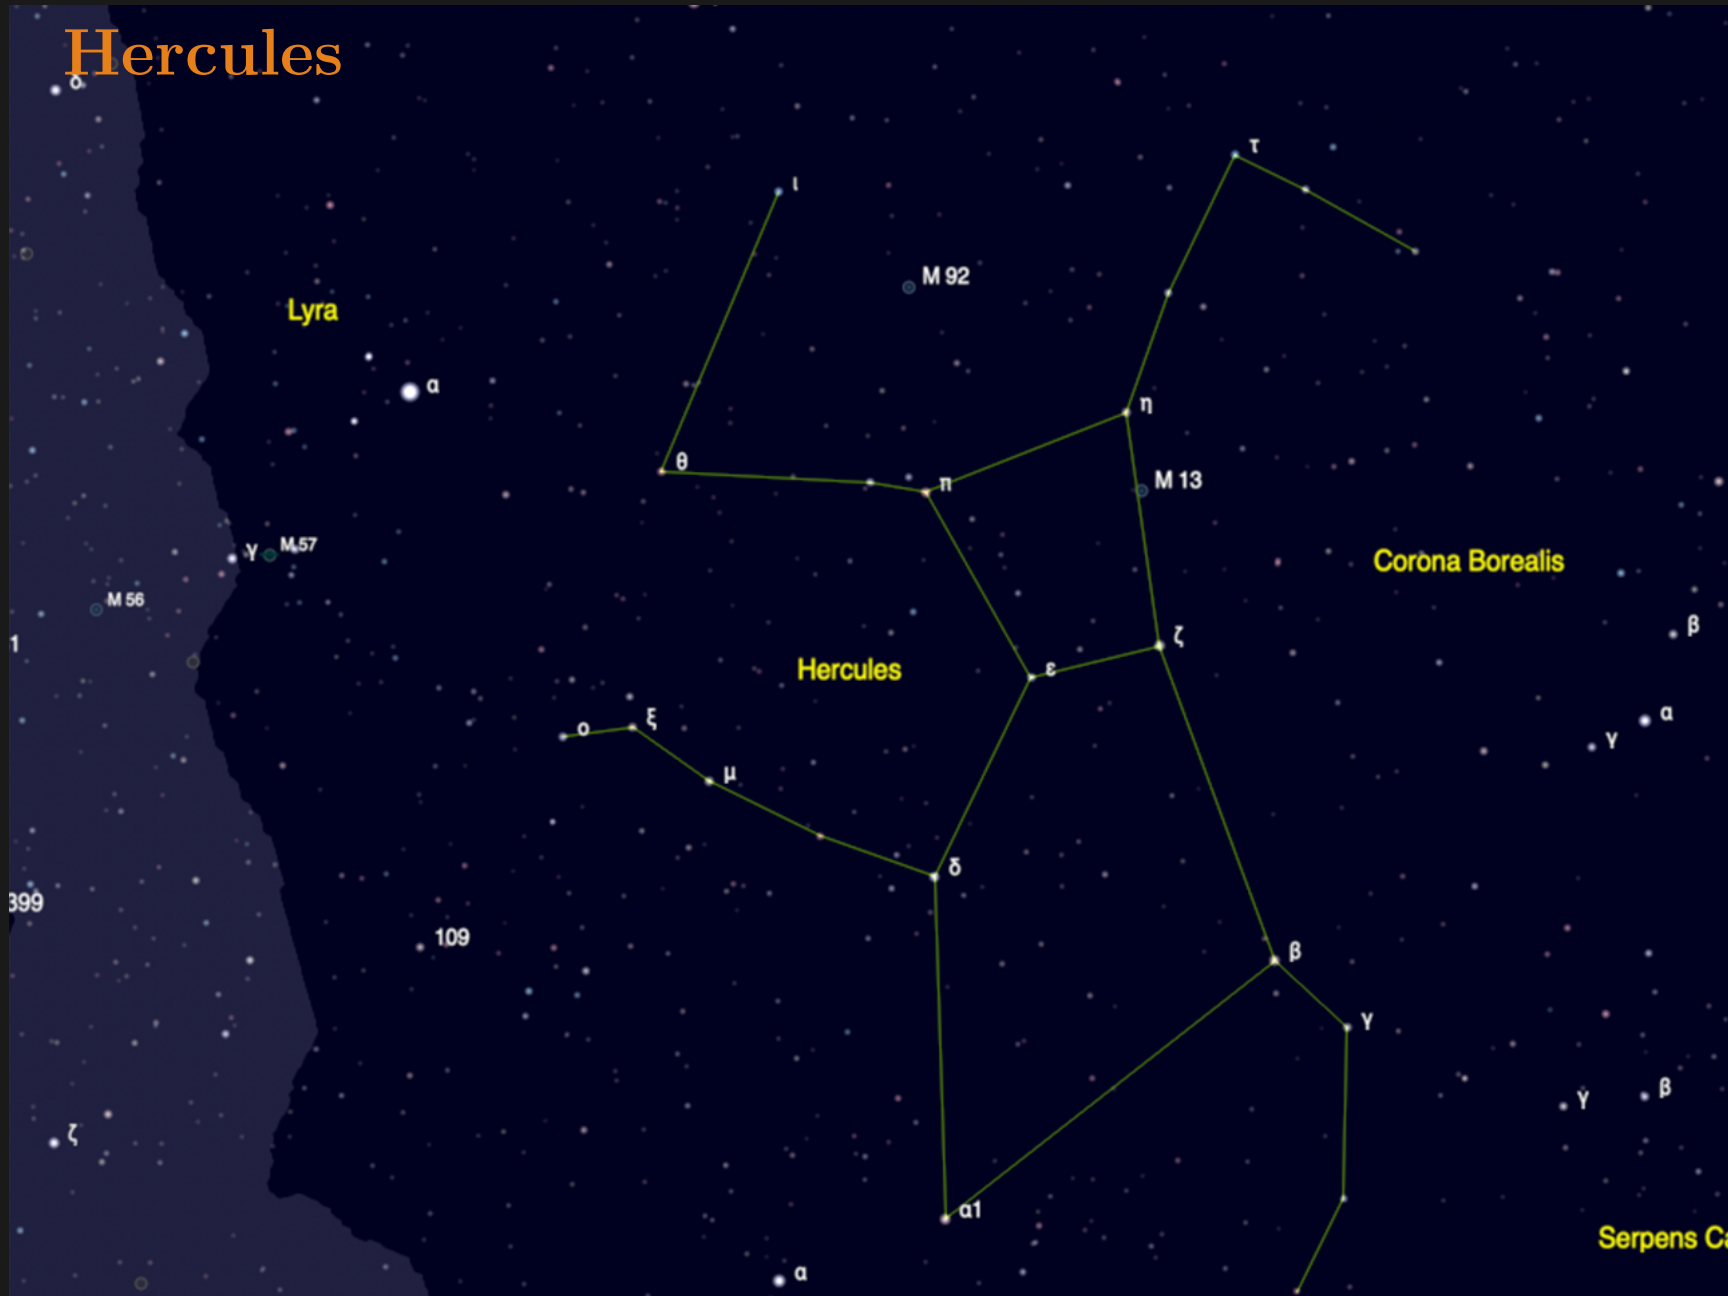 Hercules
δ
τ
ι
M 92
Lyra
α
η
θ
π
M 13
γ
M 57
Corona Borealis
M 56
β
1
ζ
ε
Hercules
ξ
ο
α
γ
μ
δ
399
109
β
γ
β
γ
ζ
α1
Serpens Ca
α